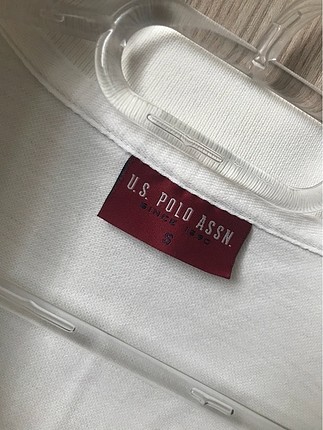 U.S. POLO ASSN.
SINCE 1890
S